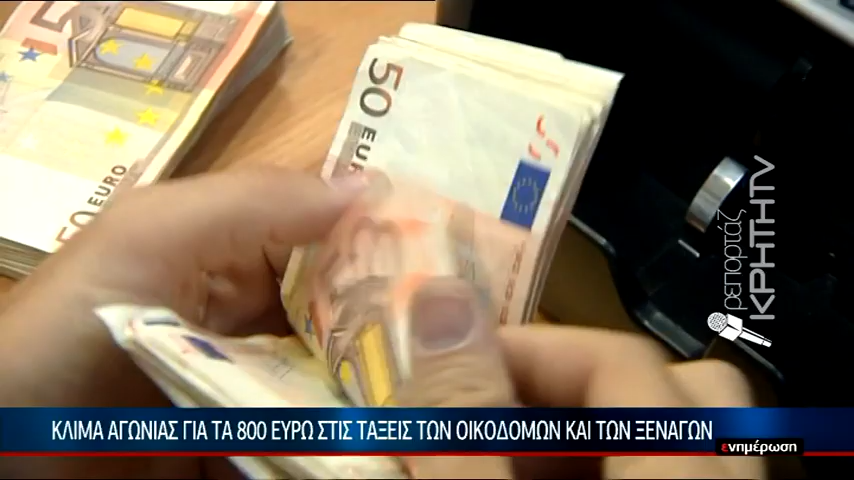 50 EURO
50
EUR
ρεπορτάζ
ΚΡΗΤΗTV
ΚΛΙΜΑ ΑΓΩΝΙΑΣ ΓΙΑ ΤΑ 800 ΕΥΡΩ ΣΤΙΣ ΤΑΞΕΙΣ ΤΩΝ ΟΙΚΟΔΟΜΩΝ ΚΑΙ ΤΩΝ ΞΕΝΑΓΩΝ
ενημέρωση